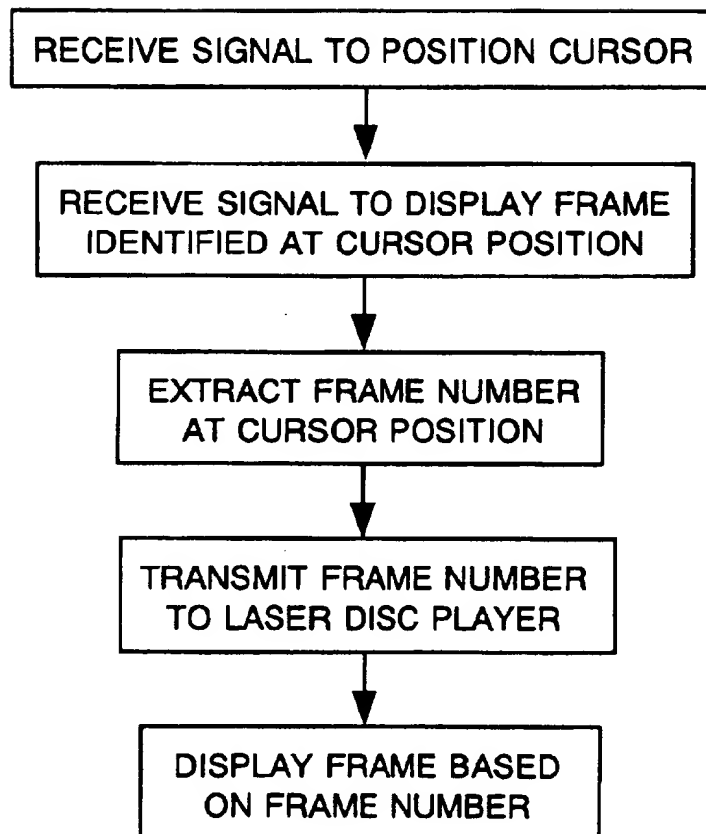 RECEIVE SIGNAL TO POSITION CURSOR
RECEIVE SIGNAL TO DISPLAY FRAME
IDENTIFIED AT CURSOR POSITION
EXTRACT FRAME NUMBER
AT CURSOR POSITION
TRANSMIT FRAME NUMBER
TO LASER DISC PLAYER
DISPLAY FRAME BASED
ON FRAME NUMBER